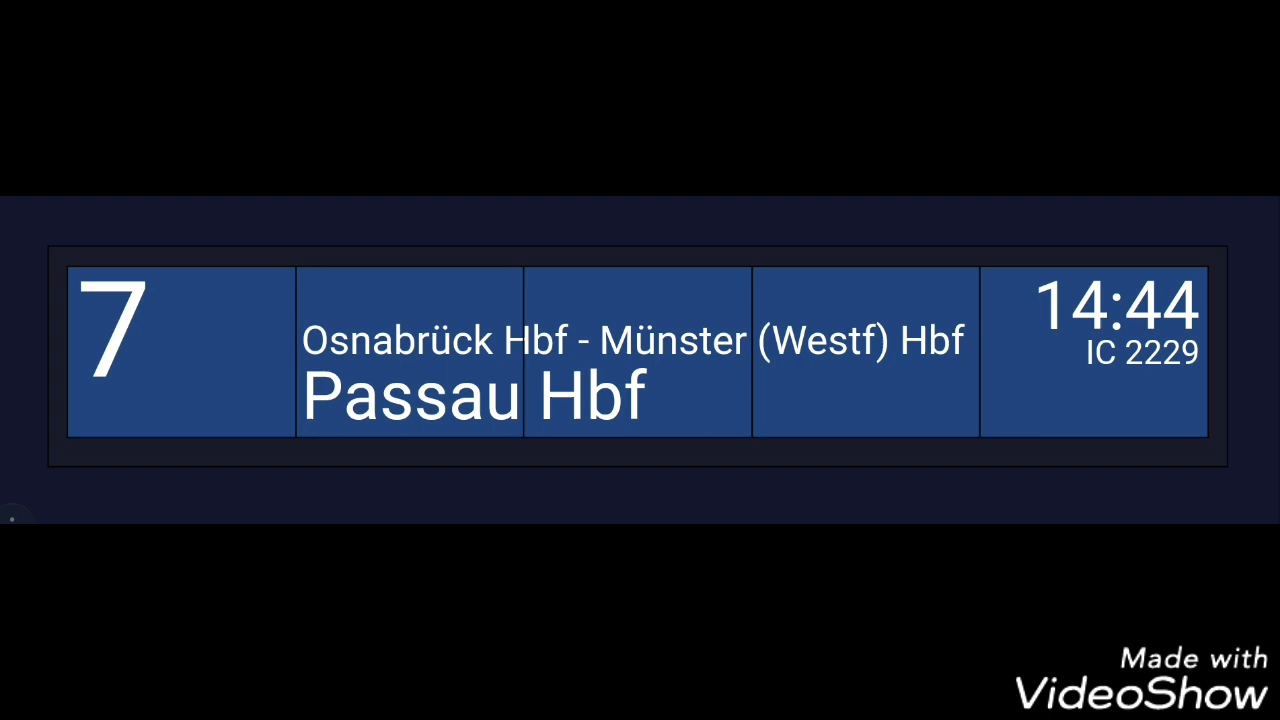 7
14:44
IC 2229
Osnabrück Hbf - Münster (Westf) Hbf
Passau Hbf
Made with
VideoShow